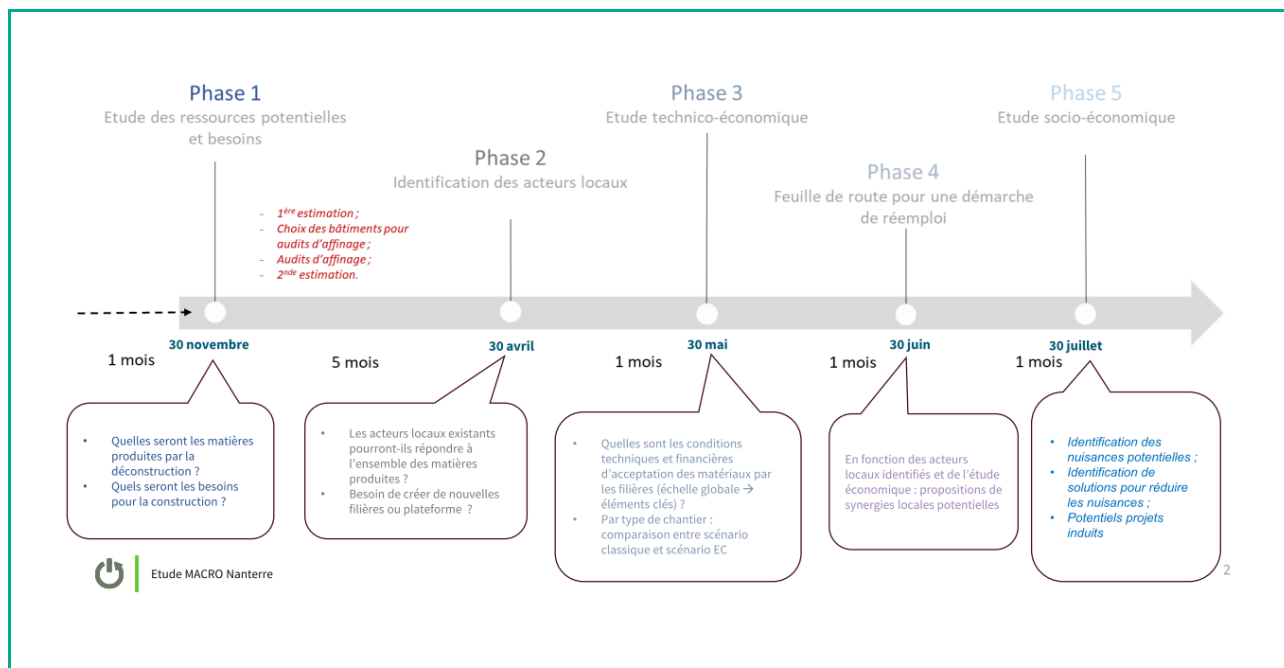 Phase 1
Etude des ressources potentielles
et besoins
Phase 2
Identification des acteurs locaux
Phase 3
Etude technico-économique
Phase 4
Feuille de route pour une démarche
de réemploi
Phase 5
Etude socio-économique
- 1ère estimation ;
- Choix des bâtiments pour
audits d'affinage ;
- Audits d'affinage ;
- 2nde estimation.
30 novembre
30 avril
30 mai
30 juin
30 juillet
1 mois
5 mois
1 mois
1 mois
1 mois
• Quelles seront les matières
produites par la
déconstruction ?
• Quels seront les besoins
pour la construction ?
• Les acteurs locaux existants
pourront-ils répondre à
l'ensemble des matières
produites ?
• Besoin de créer de nouvelles
filières ou plateforme ?
• Quelles sont les conditions
techniques et financières
d'acceptation des matériaux par
les filières (échelle globale →
éléments clés) ?
• Par type de chantier :
comparaison entre scénario
classique et scénario EC
En fonction des acteurs
locaux identifiés et de l'étude
économique : propositions de
synergies locales potentielles
• Identification des
nuisances potentielles ;
• Identification de
solutions pour réduire
les nuisances ;
• Potentiels projets
induits
Etude MACRO Nanterre
2